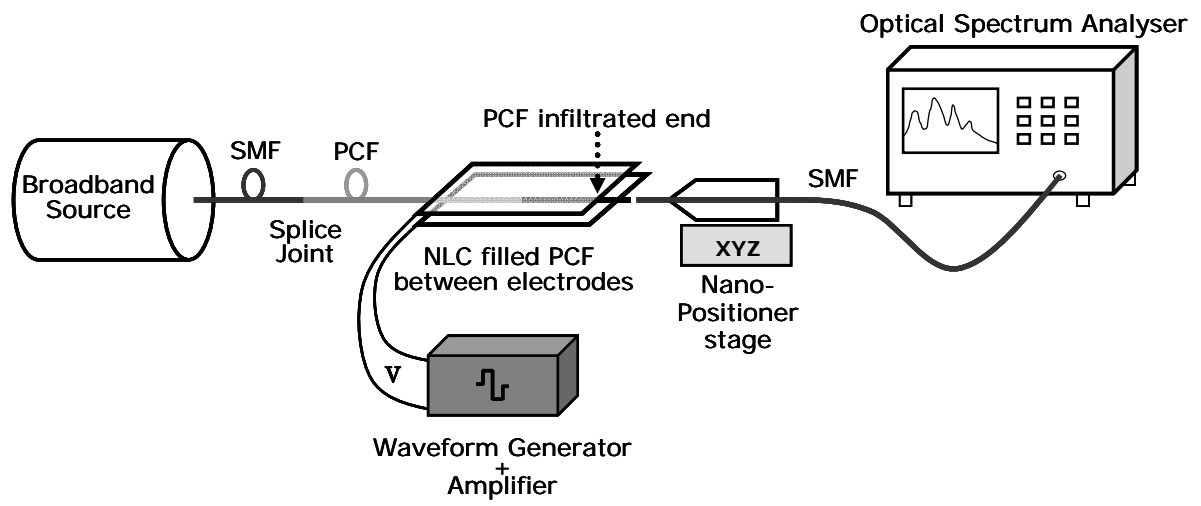 Optical Spectrum Analyser
PCF infiltrated end
SMF
PCF
Broadband
Source
SMF
Splice
Joint
NLC filled PCF
between electrodes
XYZ
Nano-
Positioner
stage
V
Waveform Generator
+
Amplifier